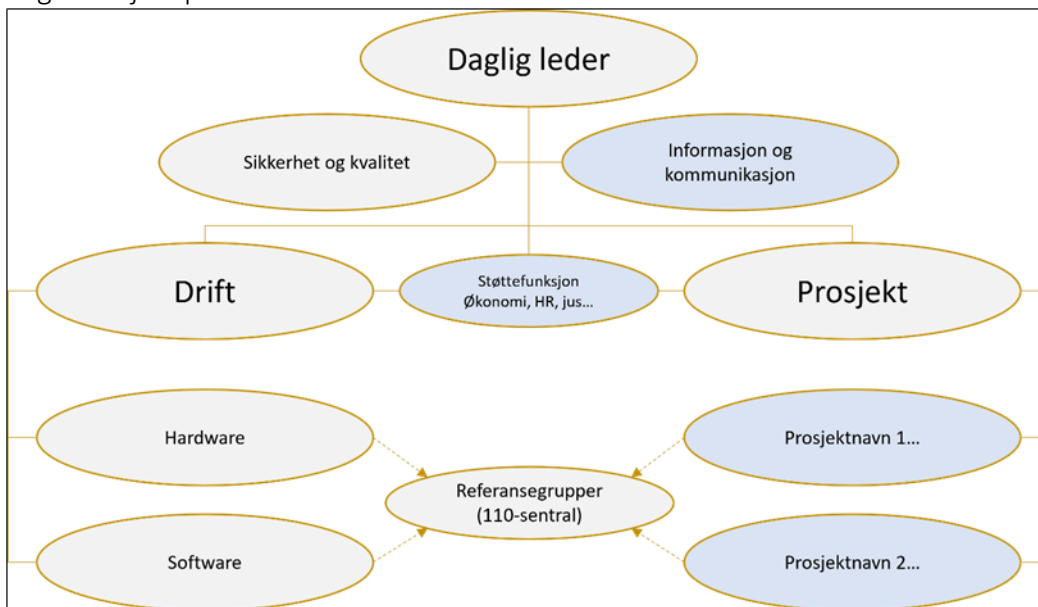 Daglig leder
Sikkerhet og kvalitet
Informasjon og
kommunikasjon
Drift
Støttefunksjon
Økonomi, HR, jus...
Prosjekt
Hardware
Prosjektnavn 1...
Referansegrupper
(110-sentral)
Software
Prosjektnavn 2...